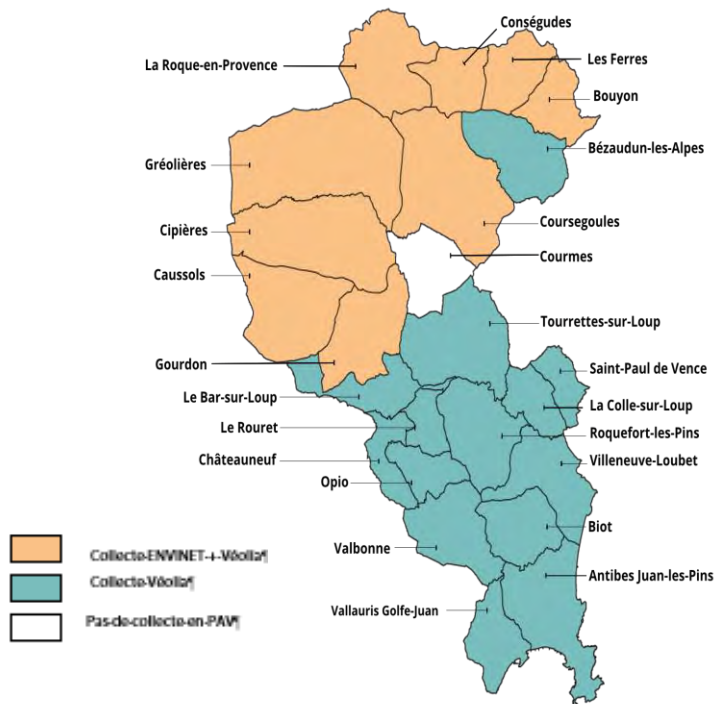 Conségudes
La Roque-en-Provence
Les Ferres
Bouyon
Bézaudun-les-Alpes
Gréolières
Coursegoules
Cipières
Courmes
Caussols
Tourrettes-sur-Loup
Gourdon
Saint-Paul de Vence
Le Bar-sur-Loup
La Colle-sur-Loup
Le Rouret
Roquefort-les-Pins
Châteauneuf
Villeneuve-Loubet
Opio
Biot
Valbonne
Antibes Juan-les-Pins
Vallauris Golfe-Juan
Collecte·ENVINET·+·Véolia¶
Collecte·Véolia¶
Pas·de·collecte·en·PAV¶